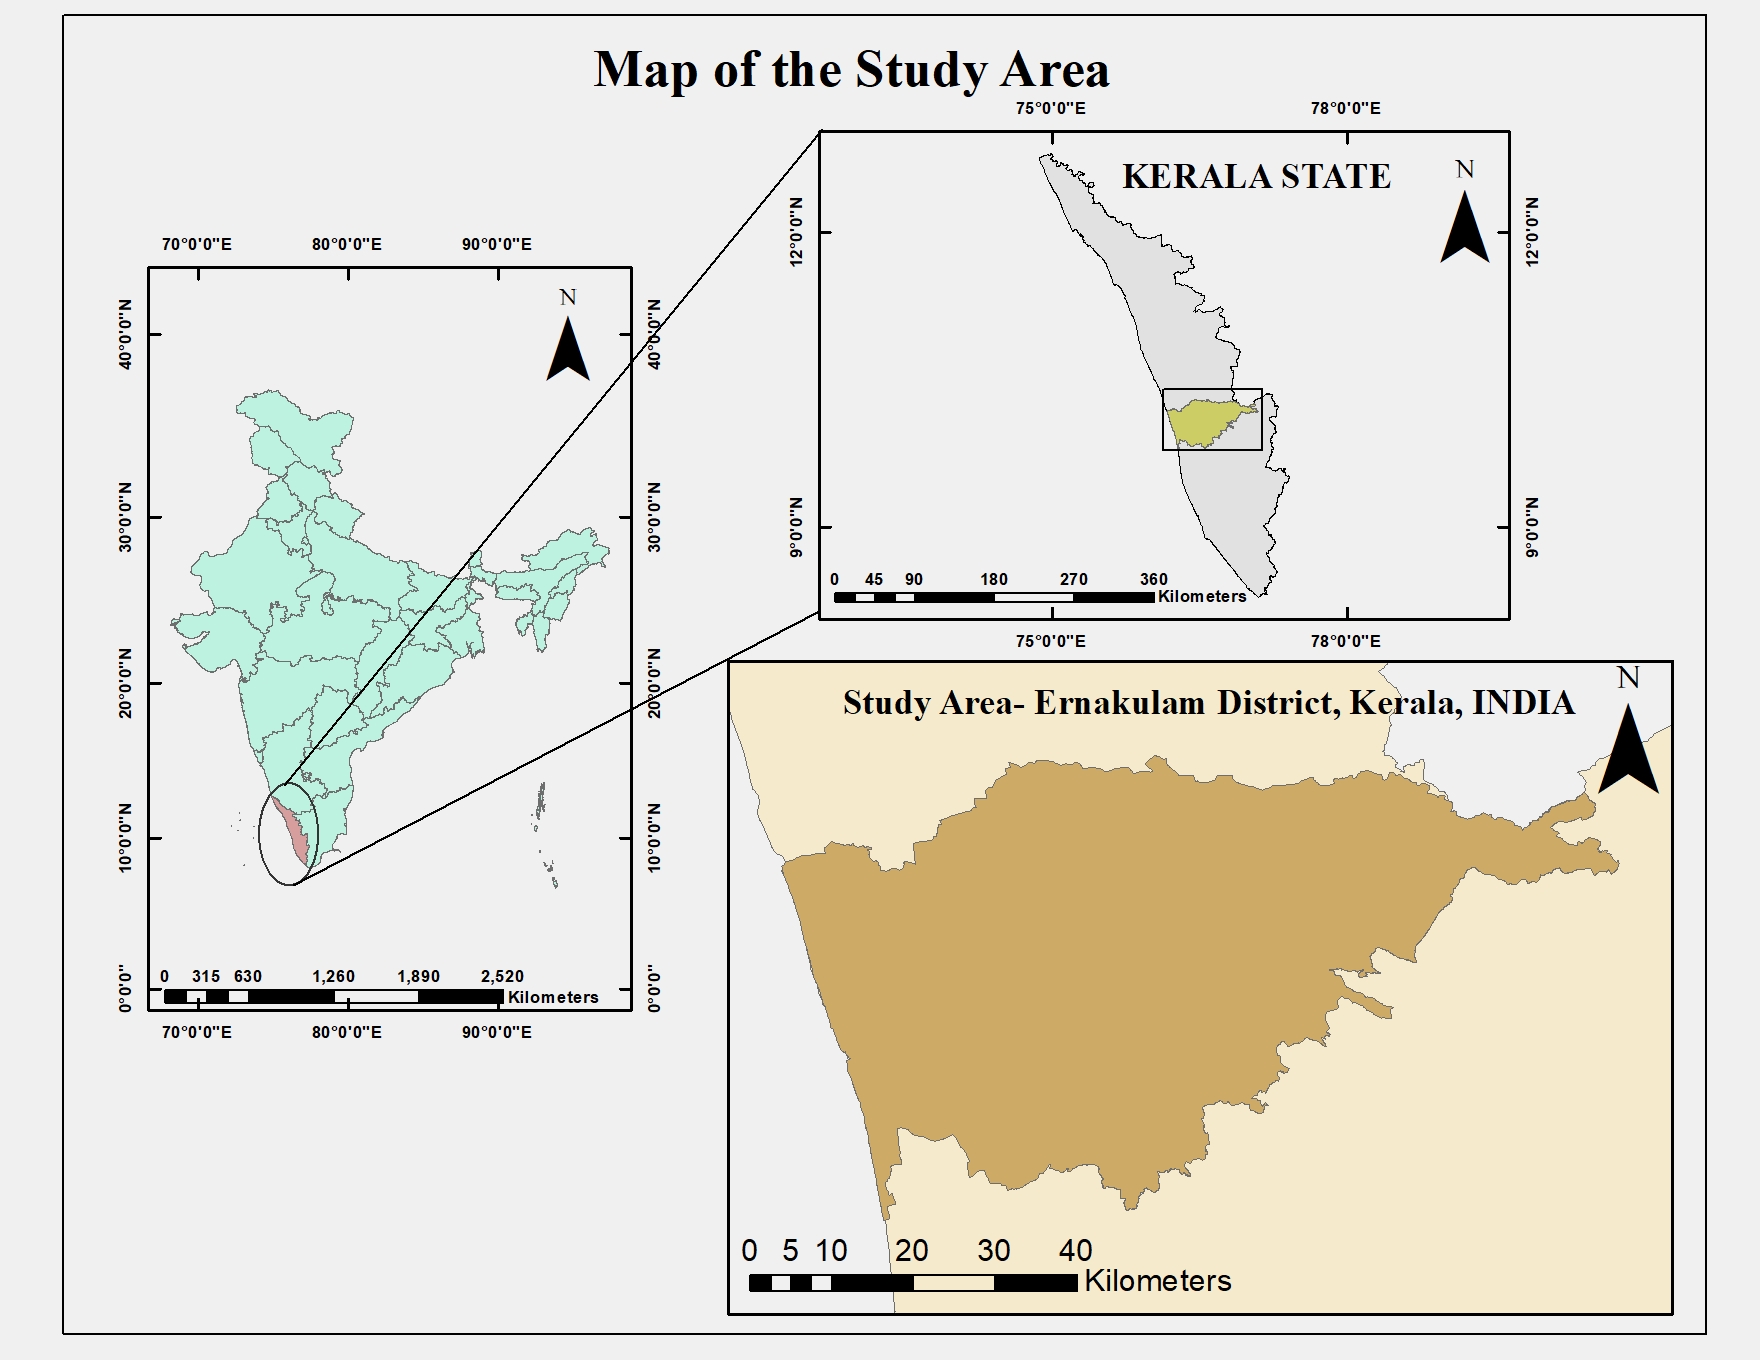 Map of the Study Area
75°0'0"E 78°0'0"E
KERALA STATE
N
12°0'0"N 12°0'0"N
9°0'0"N 9°0'0"N
0 45 90 180 270 360
Kilometers
75°0'0"E 78°0'0"E
70°0'0"E 80°0'0"E 90°0'0"E
N
40°0'0"N 40°0'0"N
30°0'0"N 30°0'0"N
20°0'0"N 20°0'0"N
10°0'0"N 10°0'0"N
0°0'0" 0°0'0"
0 315 630 1,260 1,890 2,520
Kilometers
70°0'0"E 80°0'0"E 90°0'0"E
N
Study Area- Ernakulam District, Kerala, INDIA
0 5 10 20 30 40
Kilometers